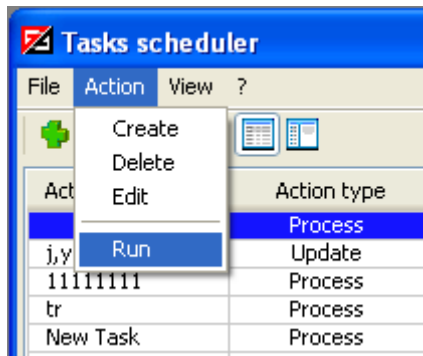 Tasks scheduler
File Action View ?
Create
Delete
Edit
Run
Act Action type
Process
j,y Update
11111111 Process
tr Process
New Task Process